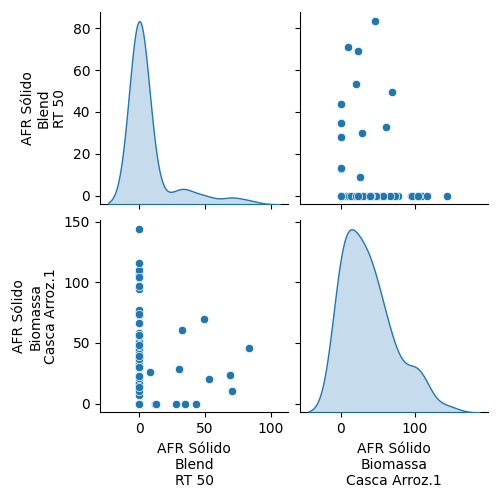 80
60
40
20
0
AFR Sólido
Blend
RT 50
150
100
50
0
AFR Sólido
Biomassa
Casca Arroz.1
0 50 100
AFR Sólido
Blend
RT 50
0 100
AFR Sólido
Biomassa
Casca Arroz.1